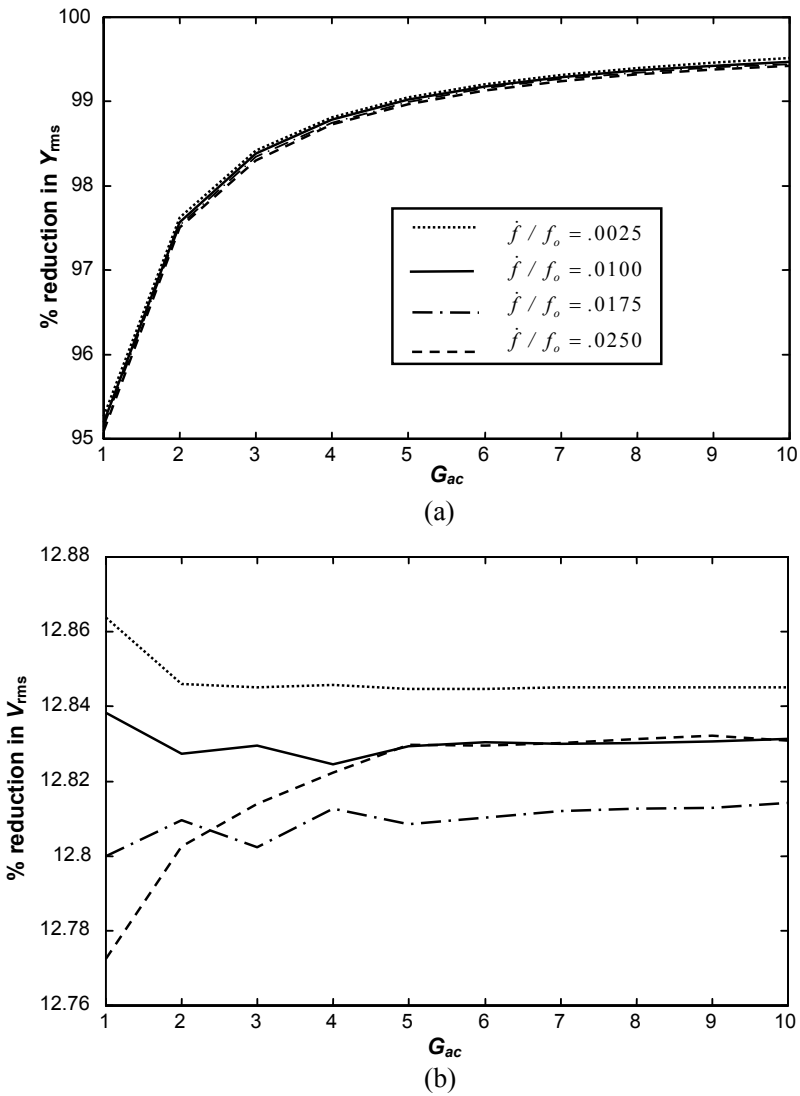 100
99
98
97
96
95
% reduction in Yrms
ḟ / fo = .0025
ḟ / fo = .0100
ḟ / fo = .0175
ḟ / fo = .0250
1 2 3 4 5 6 7 8 9 10
Gac
(a)
12.88
12.86
12.84
12.82
12.8
12.78
12.76
% reduction in Vrms
1 2 3 4 5 6 7 8 9 10
Gac
(b)